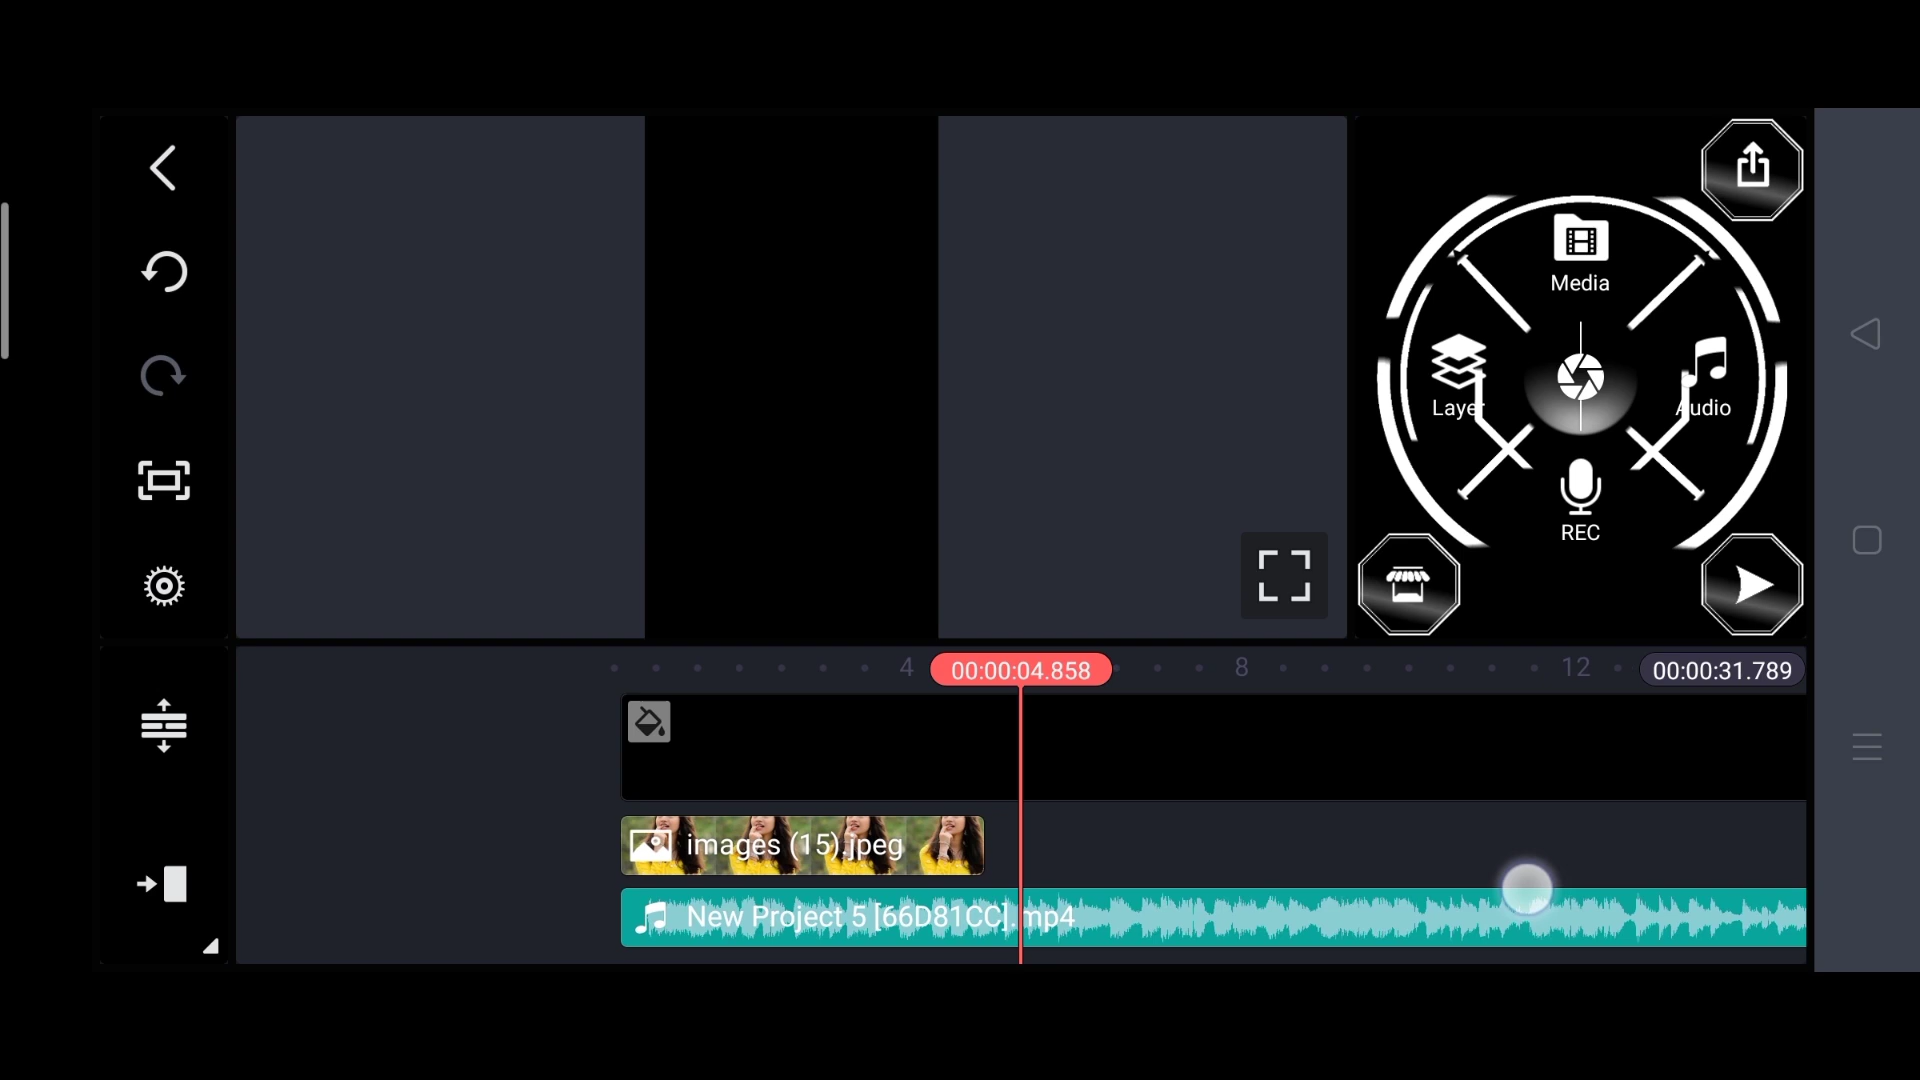 Media
Layer
Audio
REC
4
00:00:04.858
8
12
00:00:31.789
images (15).jpeg
New Project 5 [66D81CC].mp4